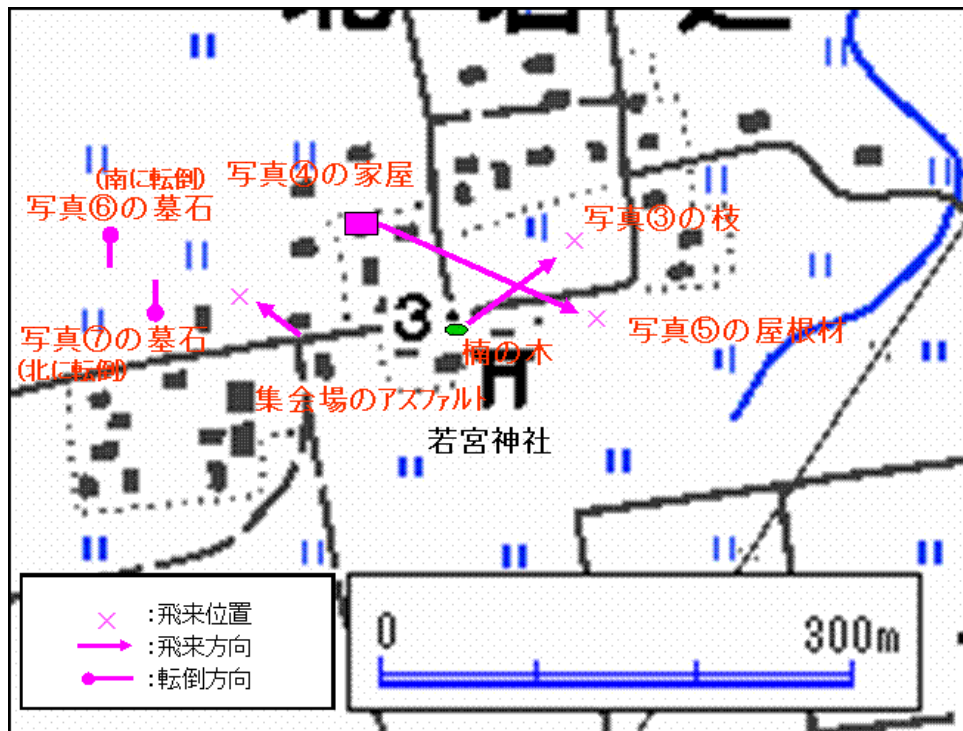 (南に転倒)
写真④の家屋
写真⑥の墓石
写真③の枝
3
写真⑦の墓石
写真⑤の屋根材
楠の木
(北に転倒)
集会場のアスファルト
若宮神社
×:飛来位置
:飛来方向
:転倒方向
0 300m